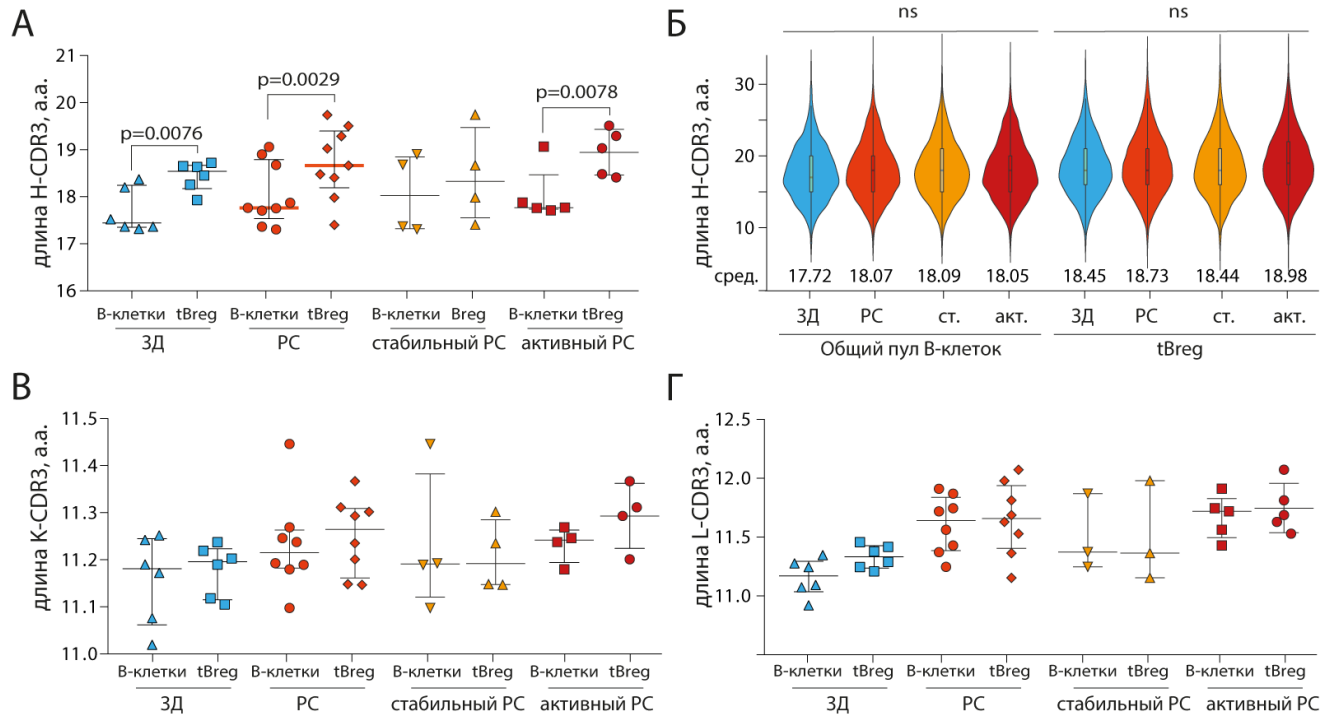 А
длина H-CDR3, а.а.
21
20
19
18
17
16
p=0.0076
p=0.0029
p=0.0078
В-клетки tBreg В-клетки tBreg В-клетки Breg В-клетки tBreg
ЗД РС стабильный РС активный РС
Б
ns ns
длина H-CDR3, а.а.
30
20
10
сред. 17.72 18.07 18.09 18.05 18.45 18.73 18.44 18.98
ЗД РС ст. акт. ЗД РС ст. акт.
Общий пул В-клеток tBreg
В
длина K-CDR3, а.а.
11.5
11.4
11.3
11.2
11.1
11.0
В-клетки tBreg В-клетки tBreg В-клетки tBreg В-клетки tBreg
ЗД РС стабильный РС активный РС
Г
длина L-CDR3, а.а.
12.5
12.0
11.5
11.0
В-клетки tBreg В-клетки tBreg В-клетки tBreg В-клетки tBreg
ЗД РС стабильный РС активный РС